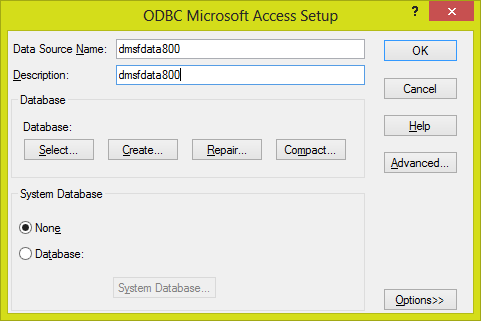 ODBC Microsoft Access Setup
? x
Data Source Name: dmsfdata800
OK
Description: dmsfdata800
Cancel
Database
Database:
Help
Select... Create... Repair... Compact...
Advanced...
System Database
None
Database:
System Database...
Options>>